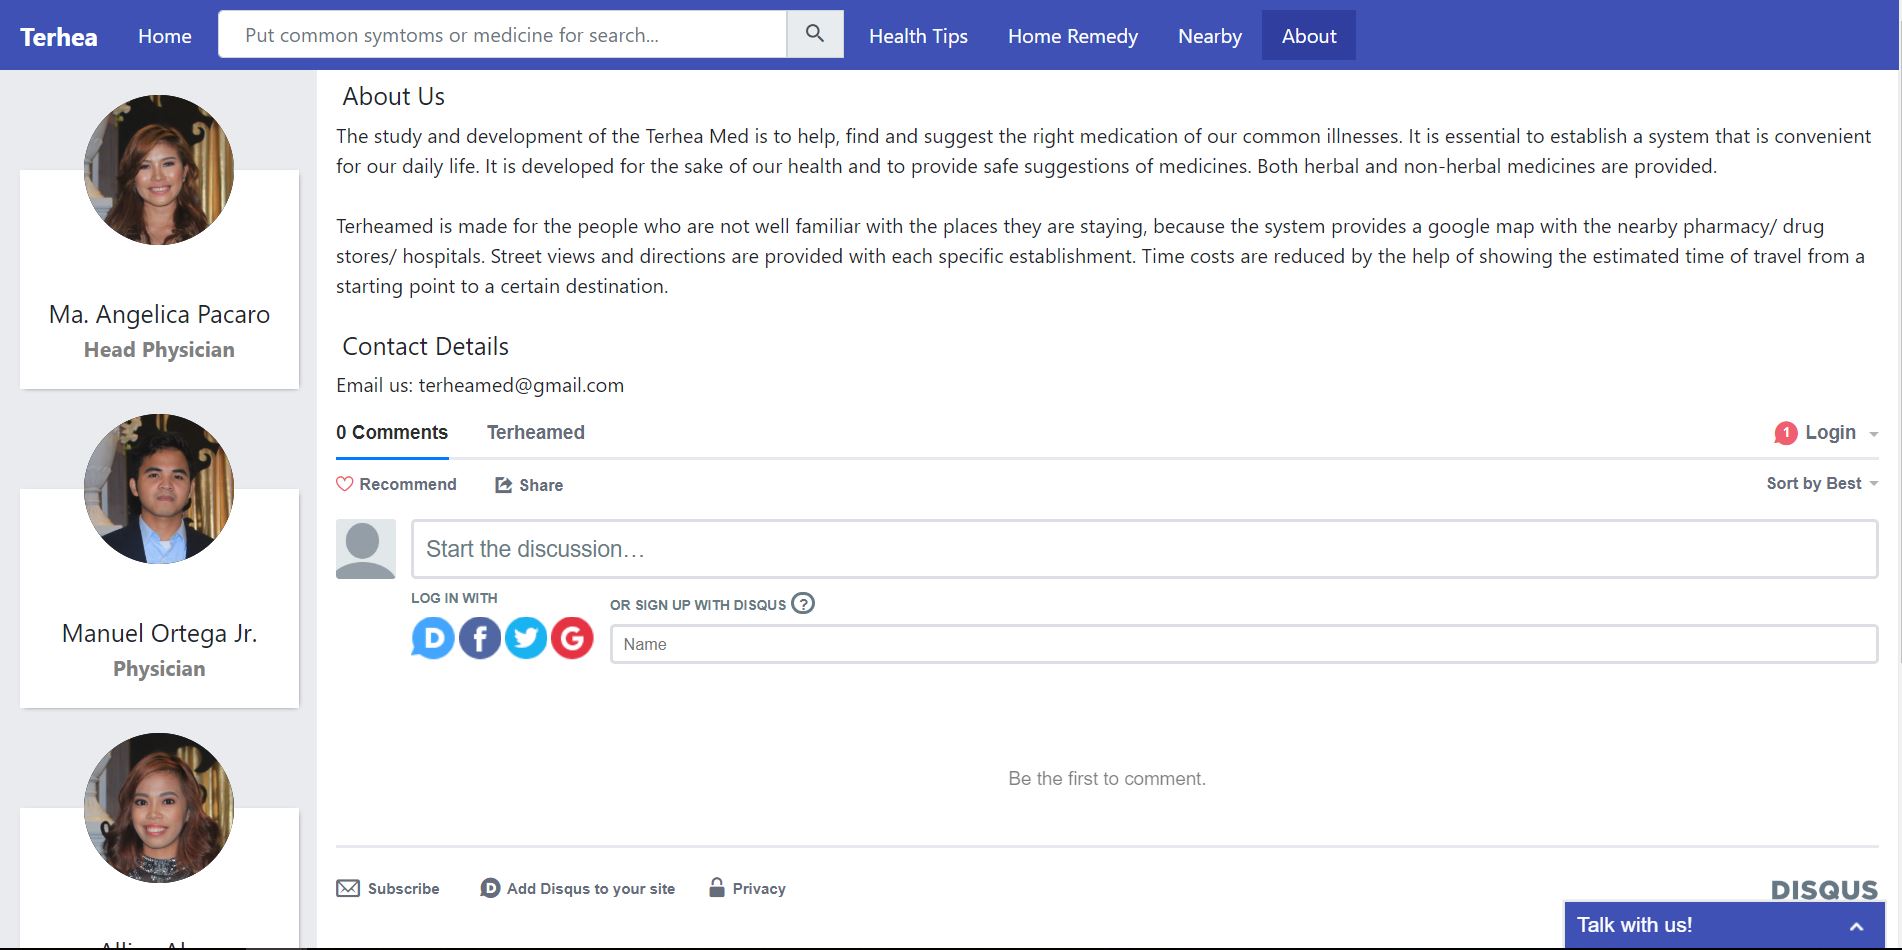 Terhea
Home
Put common symtoms or medicine for search...
Health Tips
Home Remedy
Nearby
About
Ma. Angelica Pacaro
Head Physician
Manuel Ortega Jr.
Physician
About Us
The study and development of the Terhea Med is to help, find and suggest the right medication of our common illnesses. It is essential to establish a system that is convenient
for our daily life. It is developed for the sake of our health and to provide safe suggestions of medicines. Both herbal and non-herbal medicines are provided.
Terheamed is made for the people who are not well familiar with the places they are staying, because the system provides a google map with the nearby pharmacy/ drug
stores/ hospitals. Street views and directions are provided with each specific establishment. Time costs are reduced by the help of showing the estimated time of travel from a
starting point to a certain destination.
Contact Details
Email us: terheamed@gmail.com
0 Comments
Terheamed
1
Login
Recommend
Share
Sort by Best
Start the discussion…
LOG IN WITH
OR SIGN UP WITH DISQUS ?
D f G
Name
Be the first to comment.
Subscribe
D Add Disqus to your site
Privacy
DISQUS
Talk with us!